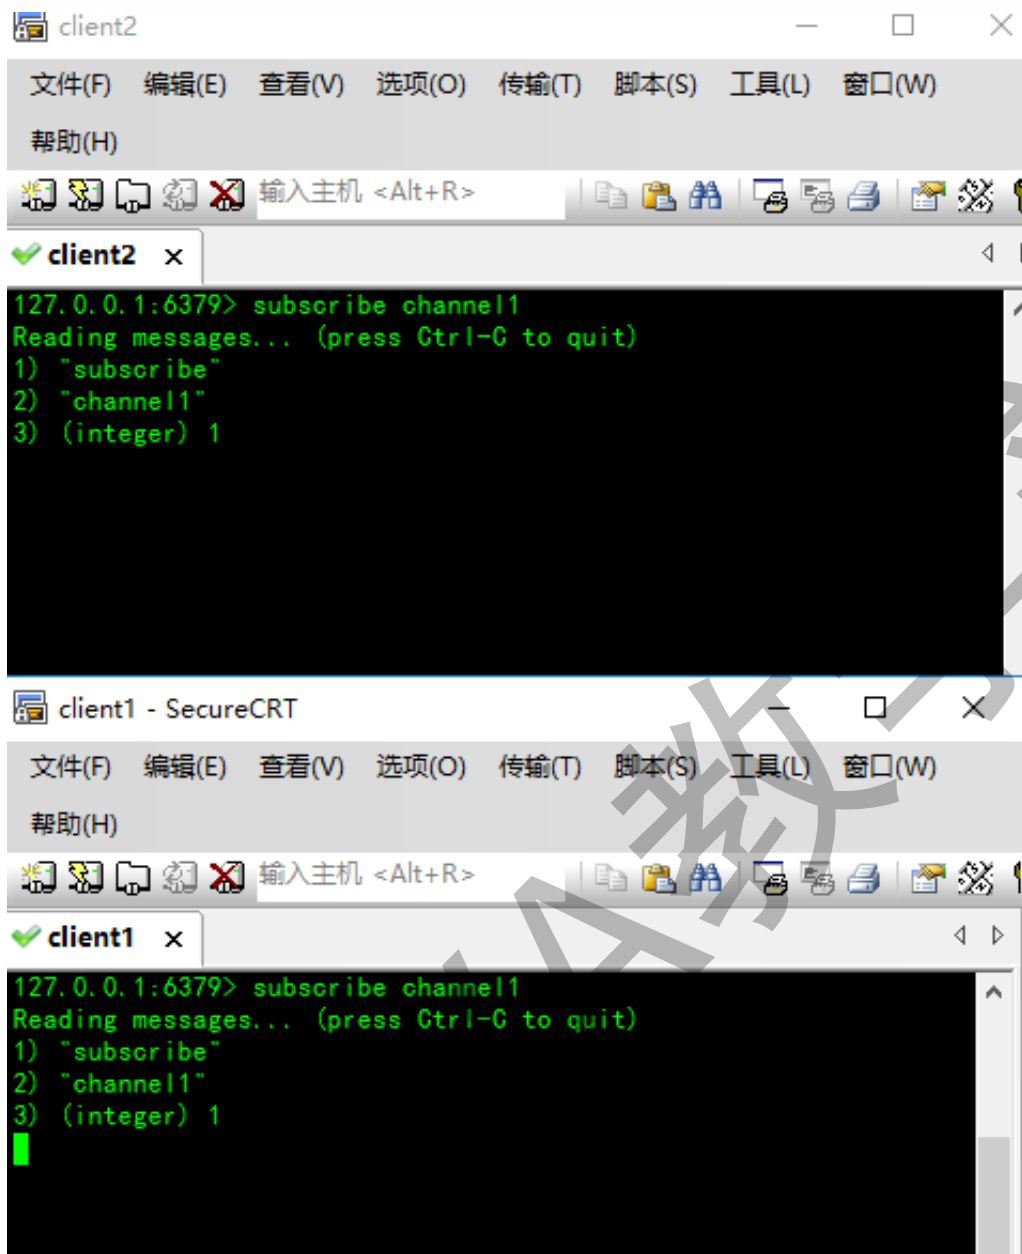 client2
文件(F) 编辑(E) 查看(V) 选项(O) 传输(T) 脚本(S) 工具(L) 窗口(W)
帮助(H)
输入主机 <Alt+R>
client2 x
127.0.0.1:6379> subscribe channel1
Reading messages... (press Ctrl-C to quit)
1) "subscribe"
2) "channel1"
3) (integer) 1
client1 - SecureCRT
文件(F) 编辑(E) 查看(V) 选项(O) 传输(T) 脚本(S) 工具(L) 窗口(W)
帮助(H)
输入主机 <Alt+R>
client1 x
127.0.0.1:6379> subscribe channel1
Reading messages... (press Ctrl-C to quit)
1) "subscribe"
2) "channel1"
3) (integer) 1
A教